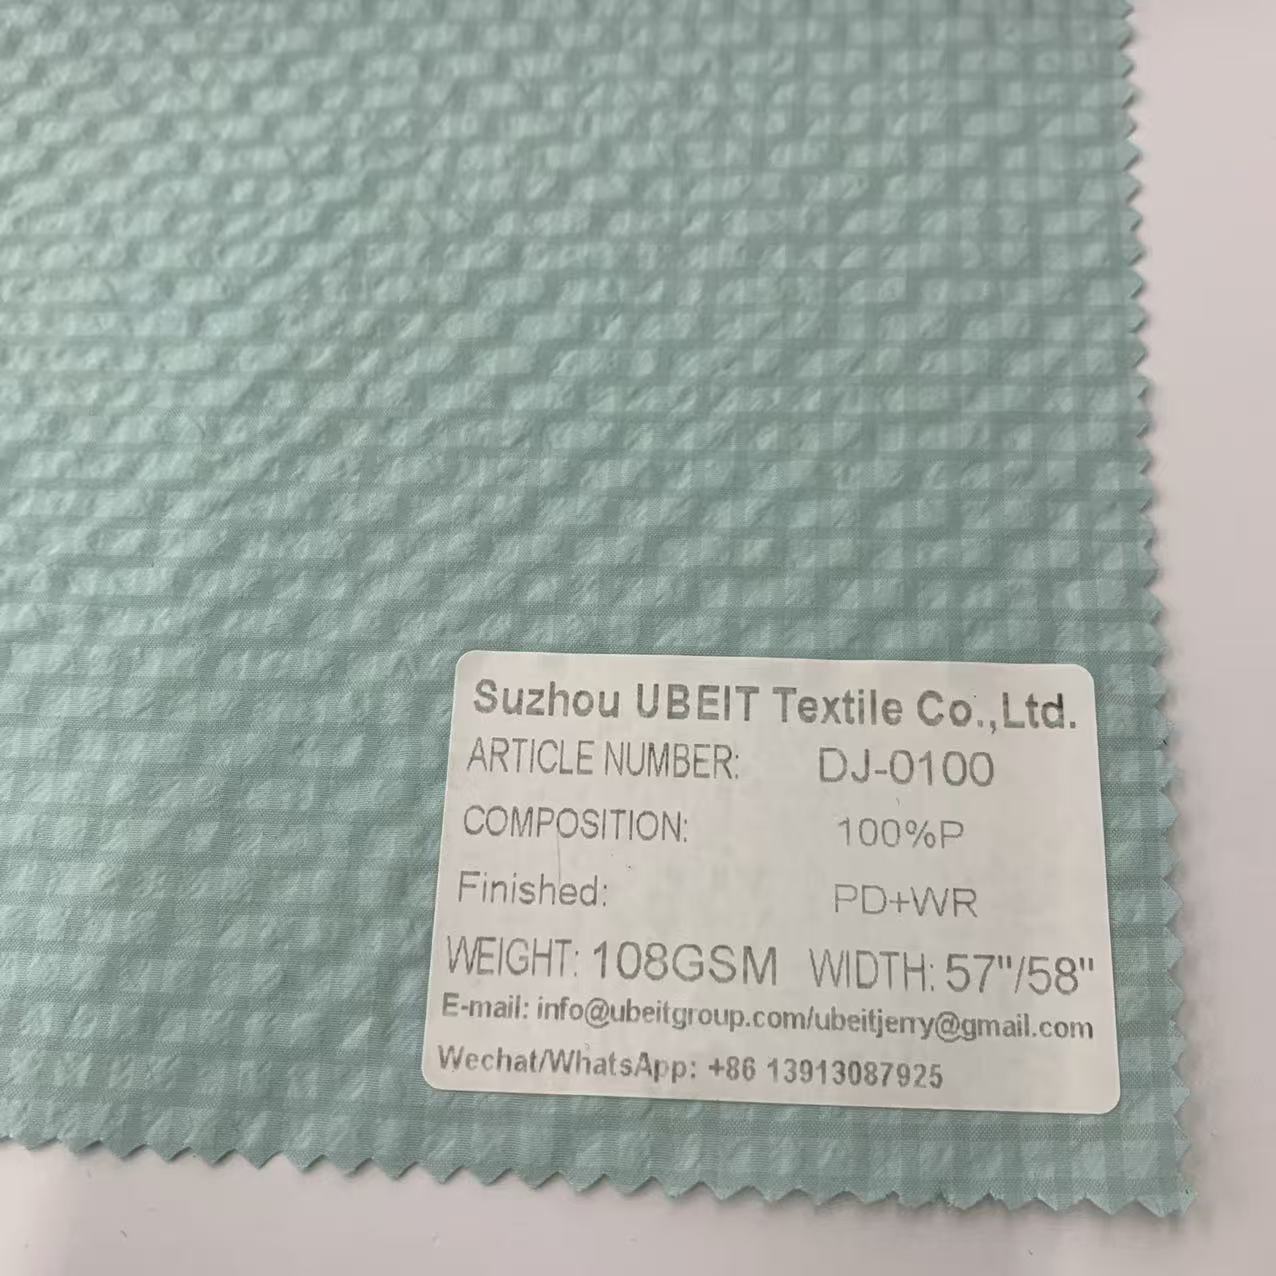 Suzhou UBEIT Textile Co.,Ltd.
ARTICLE NUMBER: DJ-0100
COMPOSITION: 100%P
Finished: PD+WR
WEIGHT: 108GSM WIDTH: 57"/58"
E-mail: info@ubeitgroup.com/ubeitjerry@gmail.com
Wechat/WhatsApp: +86 13913087925